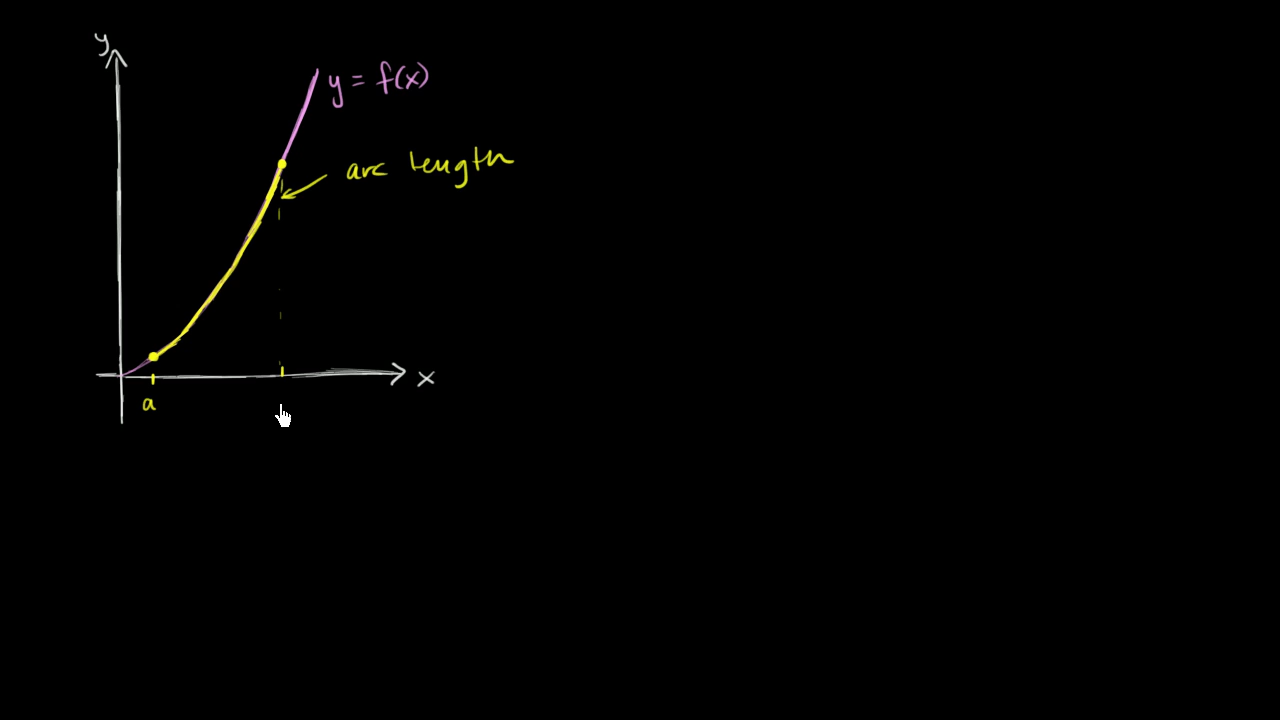 y
y = f(x)
arc length
x
a